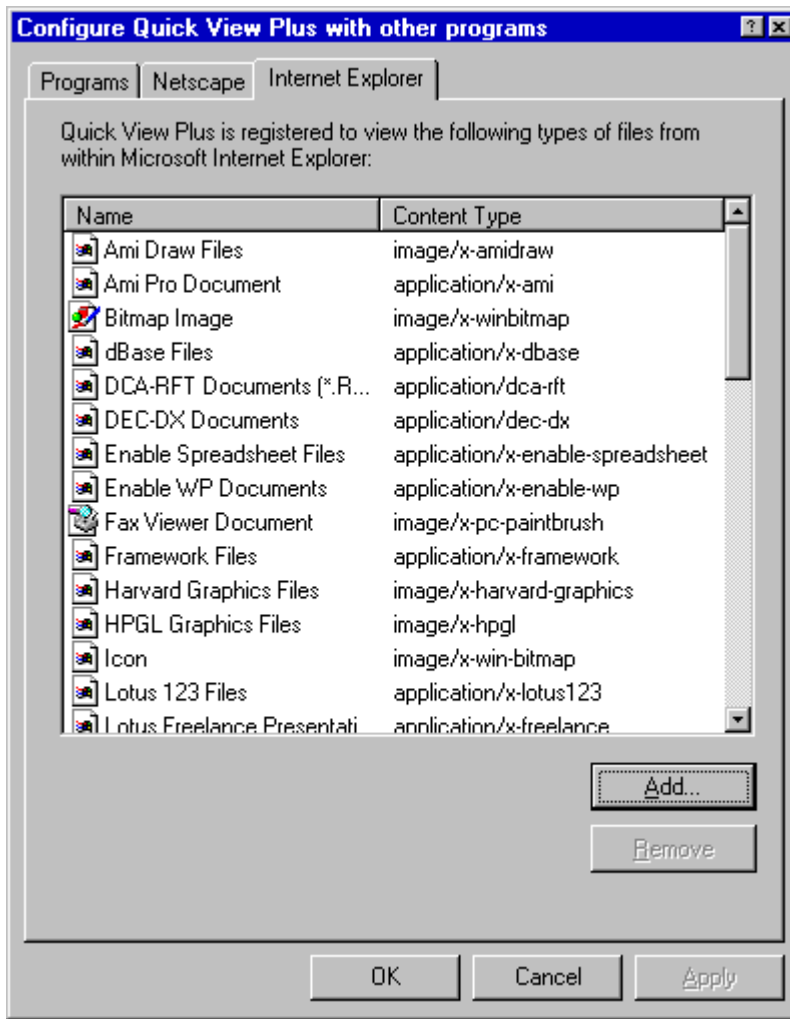 Configure Quick View Plus with other programs
Programs Netscape Internet Explorer
Quick View Plus is registered to view the following types of files from
within Microsoft Internet Explorer:
Name Content Type
Ami Draw Files image/x-amidraw
Ami Pro Document application/x-ami
Bitmap Image image/x-winbitmap
dBase Files application/x-dbase
DCA-RFT Documents (*.R... application/dca-rft
DEC-DX Documents application/dec-dx
Enable Spreadsheet Files application/x-enable-spreadsheet
Enable WP Documents application/x-enable-wp
Fax Viewer Document image/x-pc-paintbrush
Framework Files application/x-framework
Harvard Graphics Files image/x-harvard-graphics
HPGL Graphics Files image/x-hpgl
Icon image/x-win-bitmap
Lotus 123 Files application/x-lotus123
Lotus Freelance Presentati application/x-freelance
Add...
Remove
OK Cancel Apply